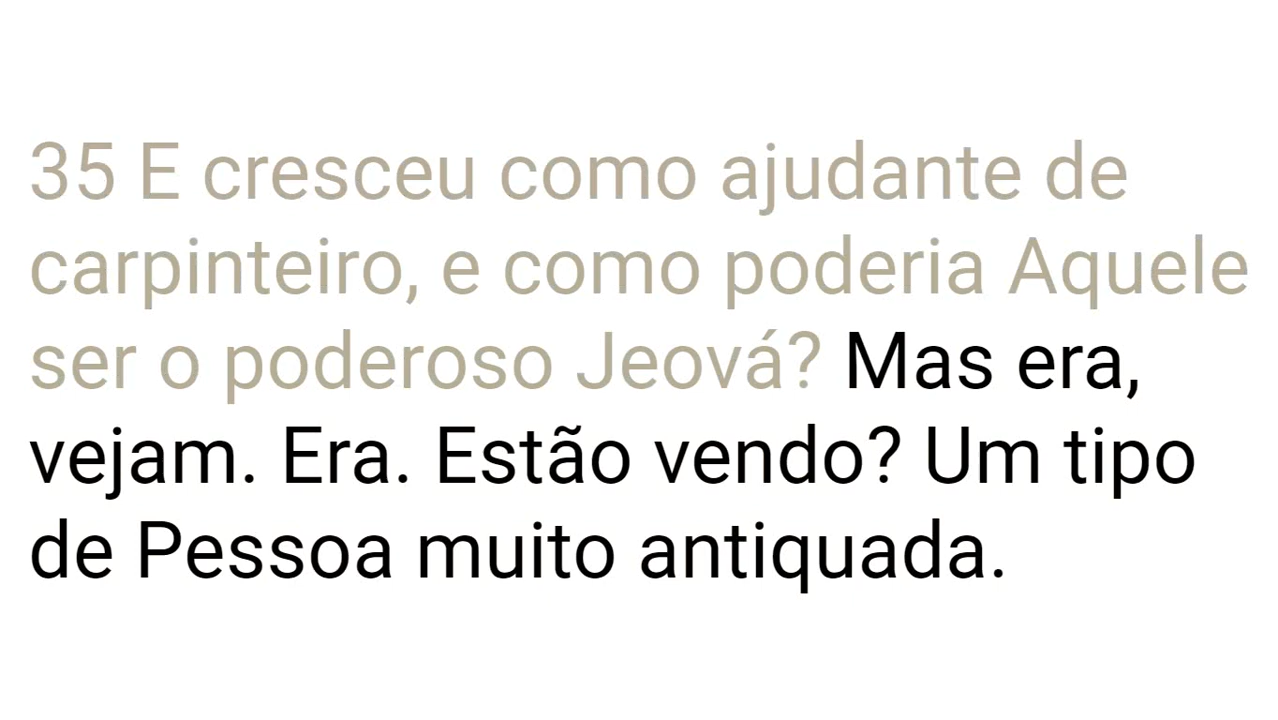 35 E cresceu como ajudante de
carpinteiro, e como poderia Aquele
ser o poderoso Jeová? Mas era,
vejam. Era. Estão vendo? Um tipo
de Pessoa muito antiquada.